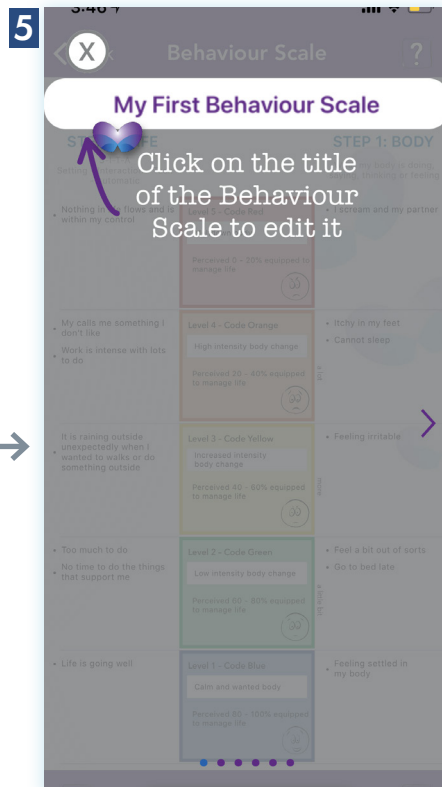 5
3:46
X
Behaviour Scale
?
My First Behaviour Scale
STEP 1: BODY
Click on the title
of the Behaviour
Scale to edit it
Nothing in life flows and is
within my control
Level 5 - Code Red
I scream and my partner
Perceived 0 - 20% equipped to
manage life
My calls me something I
don't like
Work is intense with lots
to do
Level 4 - Code Orange
High intensity body change
Perceived 20 - 40% equipped
to manage life
Itchy in my feet
Cannot sleep
It is raining outside
unexpectedly when I
wanted to walks or do
something outside
Level 3 - Code Yellow
Increased intensity
body change
Perceived 40 - 60% equipped
to manage life
Feeling irritable
Too much to do
No time to do the things
that support me
Level 2 - Code Green
Low intensity body change
Perceived 60 - 80% equipped
to manage life
Feel a bit out of sorts
Go to bed late
Life is going well
Level 1 - Code Blue
Calm and wanted body
Perceived 80 - 100% equipped
to manage life
Feeling settled in
my body